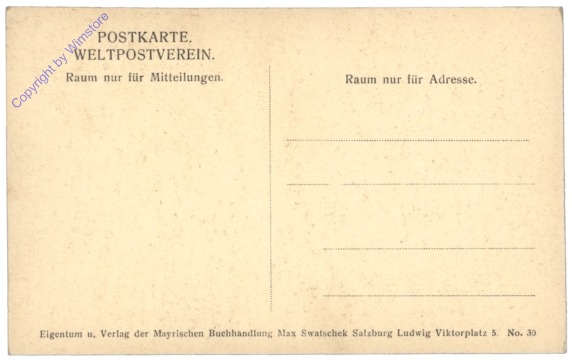 Copyright by Wimstore
POSTKARTE.
WELTPOSTVEREIN.
Raum nur für Mitteilungen.
Raum nur für Adresse.
Eigentum u. Verlag der Mayrischen Buchhandlung Max Swatschek Salzburg Ludwig Viktorplatz 5. No. 30